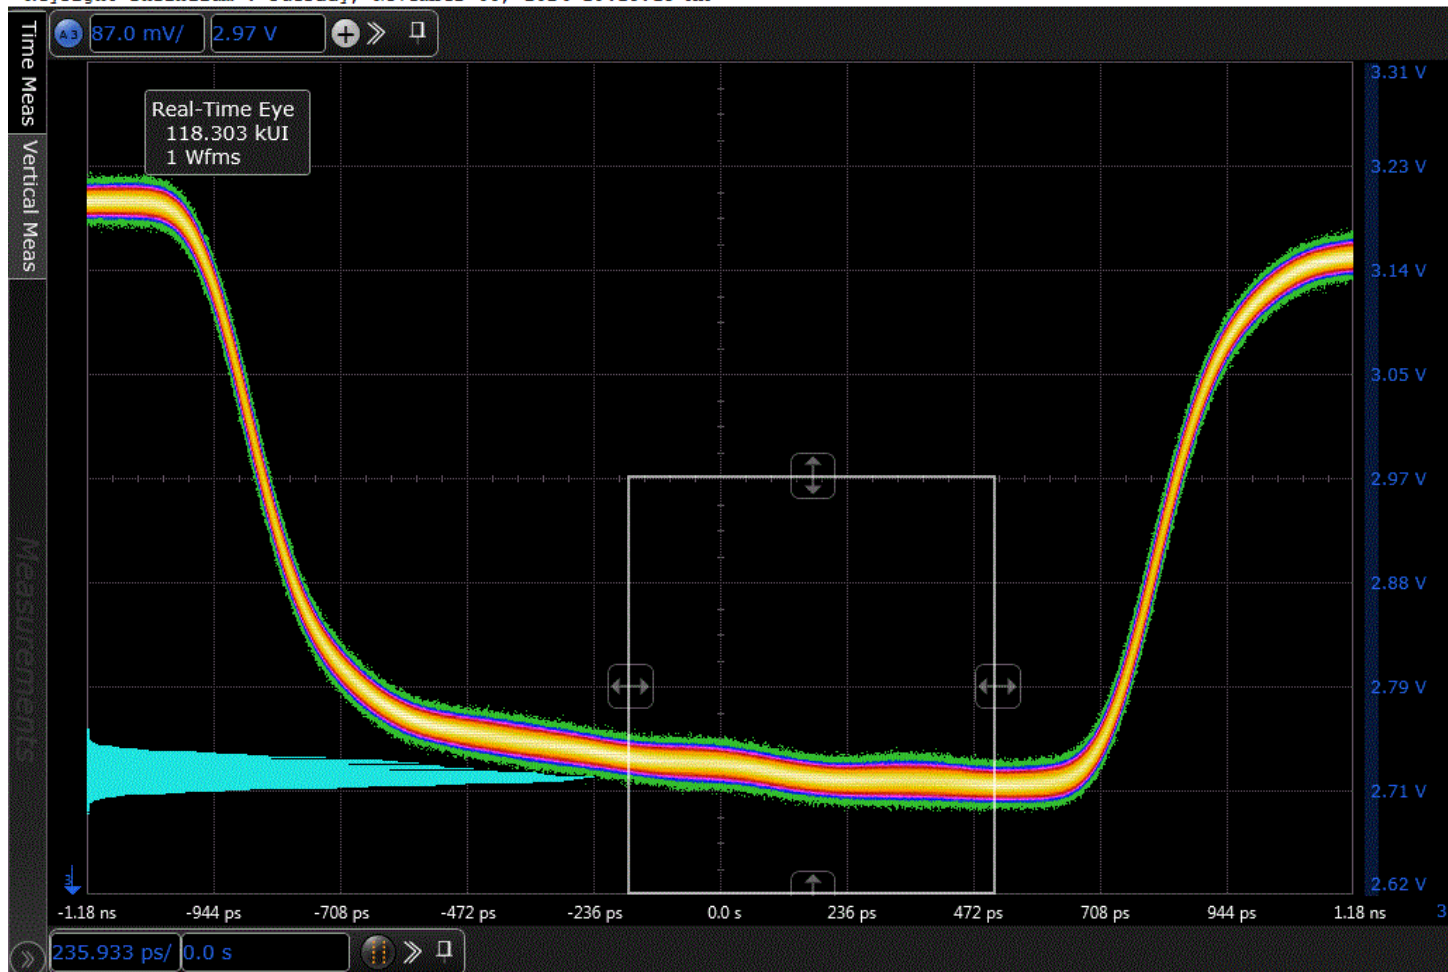 87.0 mV/ 2.97 V
Time Meas
Vertical Meas
Measurements
Real-Time Eye
118.303 kUI
1 Wfms
3.31 V
3.23 V
3.14 V
3.05 V
2.97 V
2.88 V
2.79 V
2.71 V
2.62 V
3
-1.18 ns -944 ps -708 ps -472 ps -236 ps 0.0 s 236 ps 472 ps 708 ps 944 ps 1.18 ns 3
235.933 ps/ 0.0 s